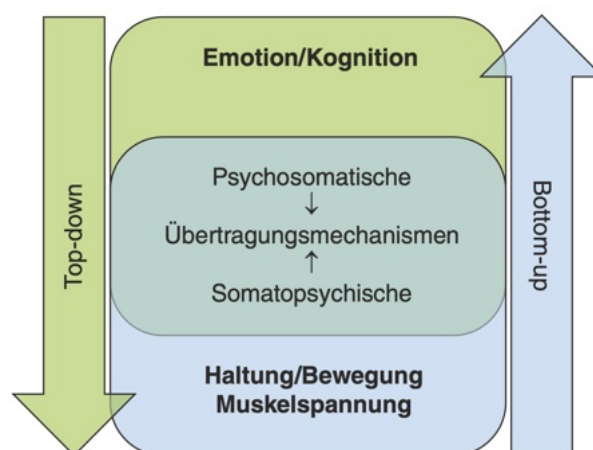 Emotion/Kognition
Psychosomatische
↓
Übertragungsmechanismen
↑
Somatopsychische
Haltung/Bewegung
Muskelspannung
Top-down
Bottom-up